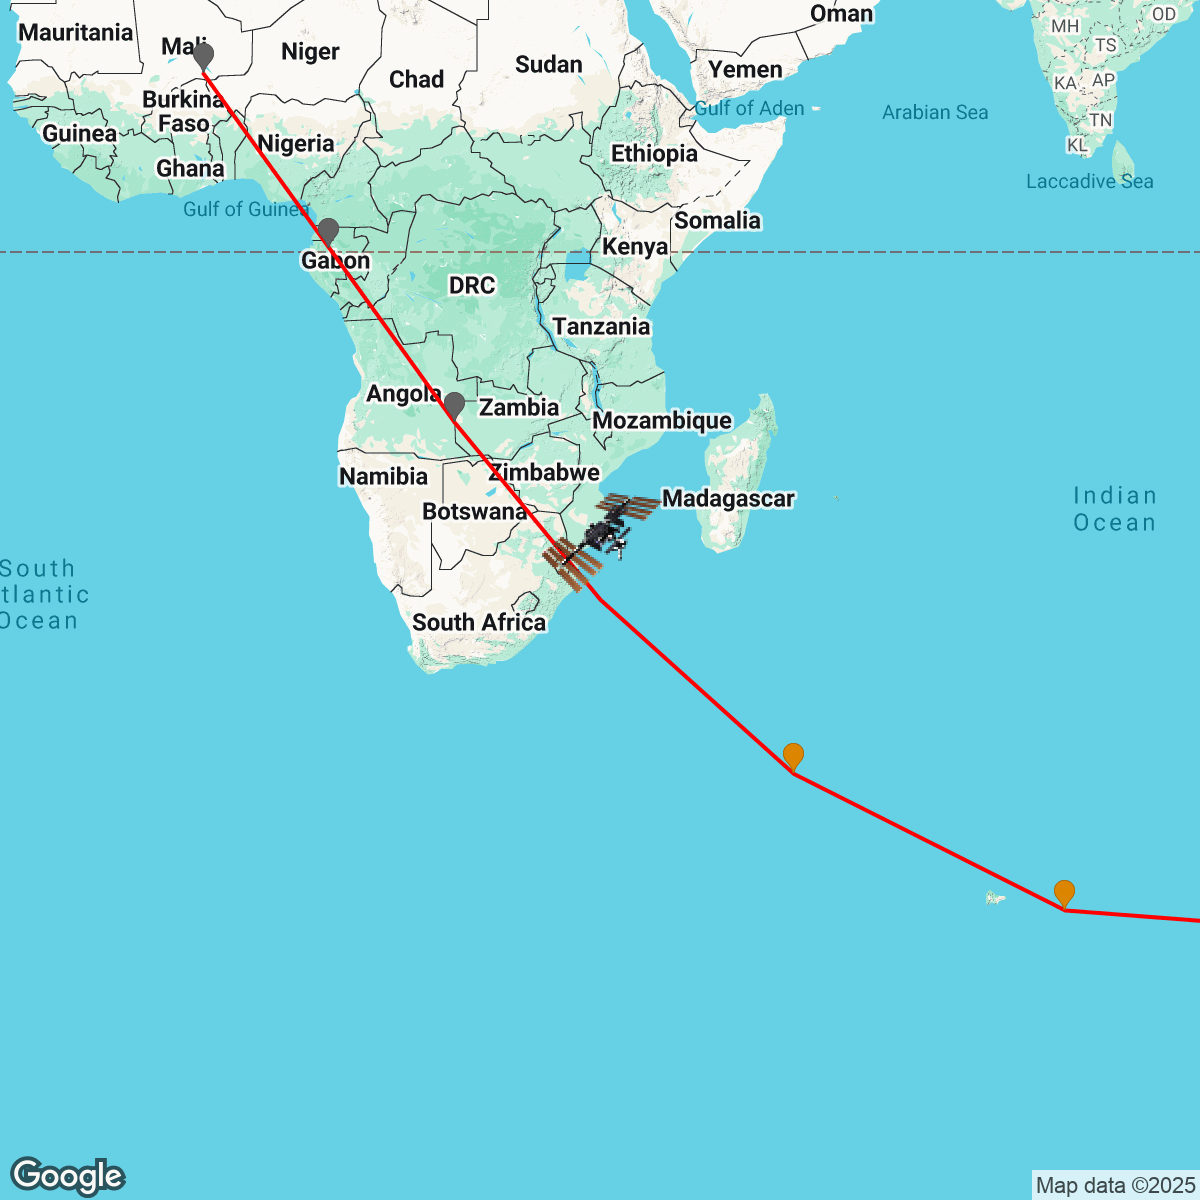 Oman
OD
MH
Mauritania
TS
Mali
Niger
Sudan
Yemen
Chad
KA
AP
Burkina
Faso
Gulf of Aden
Arabian Sea
TN
Guinea
Nigeria
KL
Ethiopia
Ghana
Laccadive Sea
Gulf of Guinea
Somalia
Kenya
Gabon
DRC
Tanzania
Angola
Zambia
Mozambique
Namibia
Zimbabwe
Madagascar
Indian
Ocean
Botswana
South
tlantic
Ocean
South Africa
Google
Map data ©2025